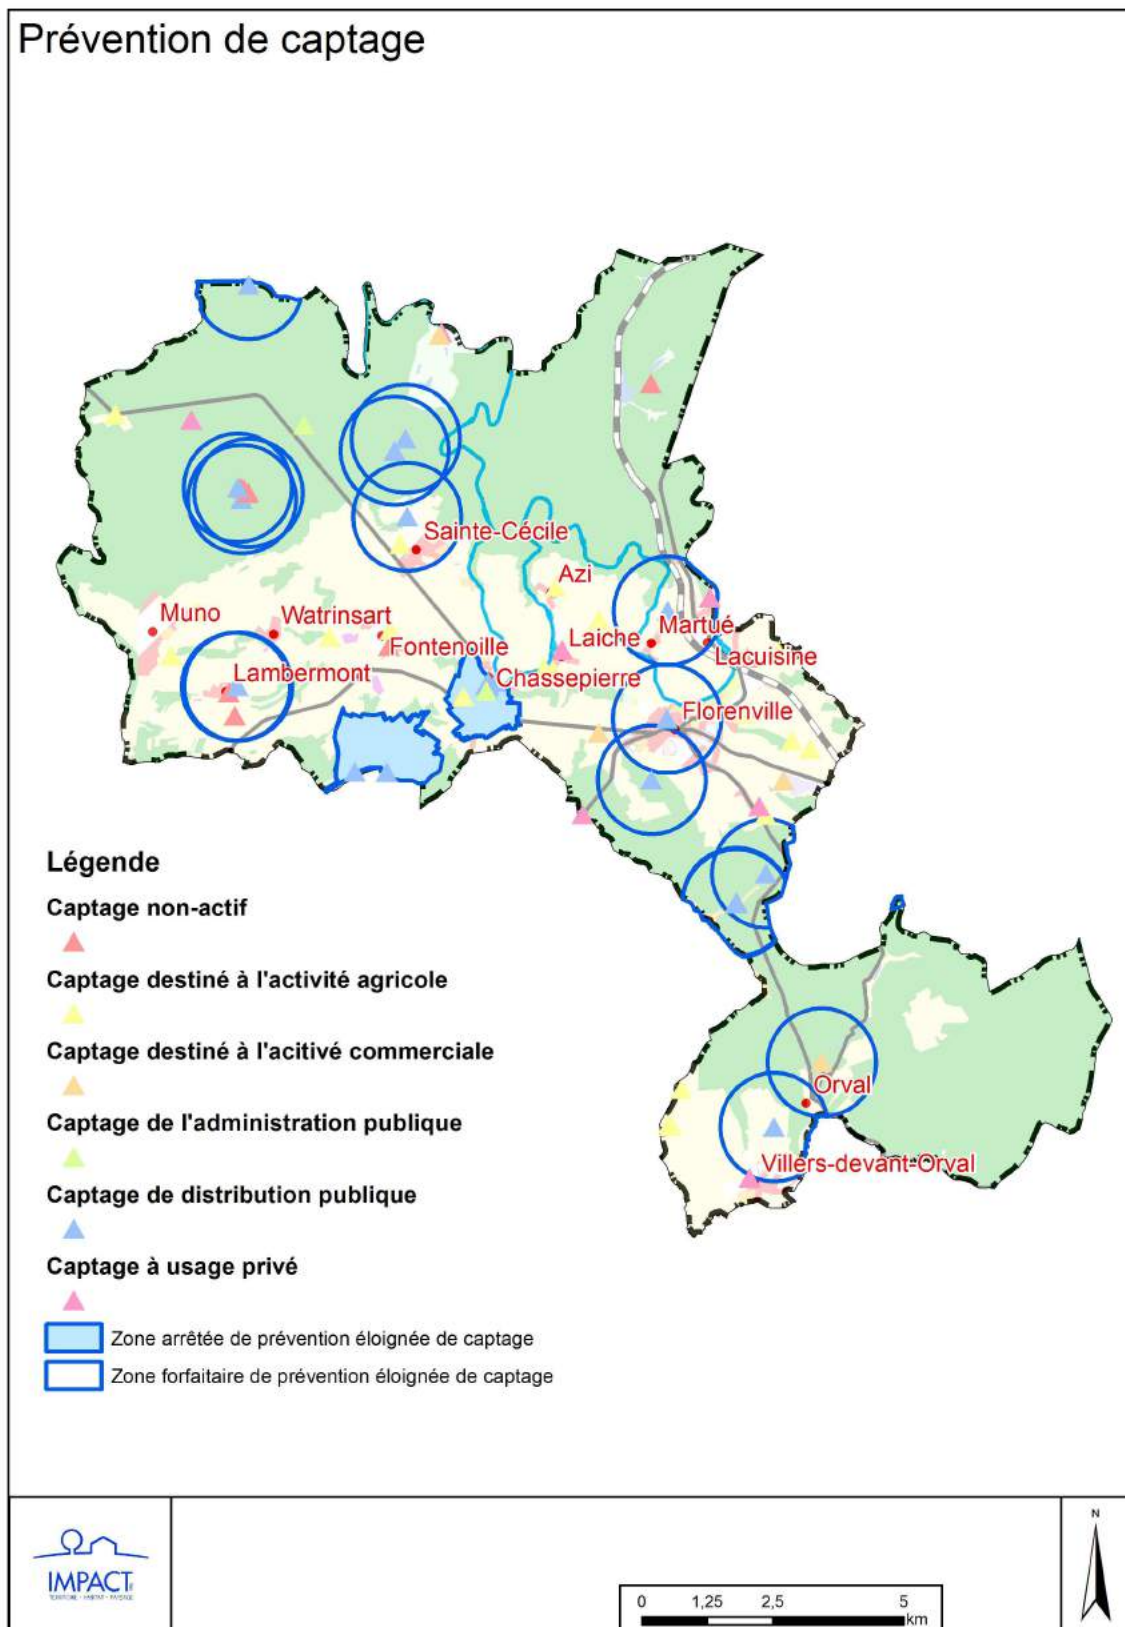 Prévention de captage
Sainte-Cécile
Azi
Muno
Watrinsart
Fontenoille
Laiche
Martué
Lacuisine
Lambermont
Chassepierre
Florenville
Orval
Villers-devant-Orval
Légende
Captage non-actif
Captage destiné à l'activité agricole
Captage destiné à l'acitivé commerciale
Captage de l'administration publique
Captage de distribution publique
Captage à usage privé
Zone arrêtée de prévention éloignée de captage
Zone forfaitaire de prévention éloignée de captage
IMPACT
TERRITOIRE - HABITAT - PAYSAGE
N
0 1,25 2,5 5
km